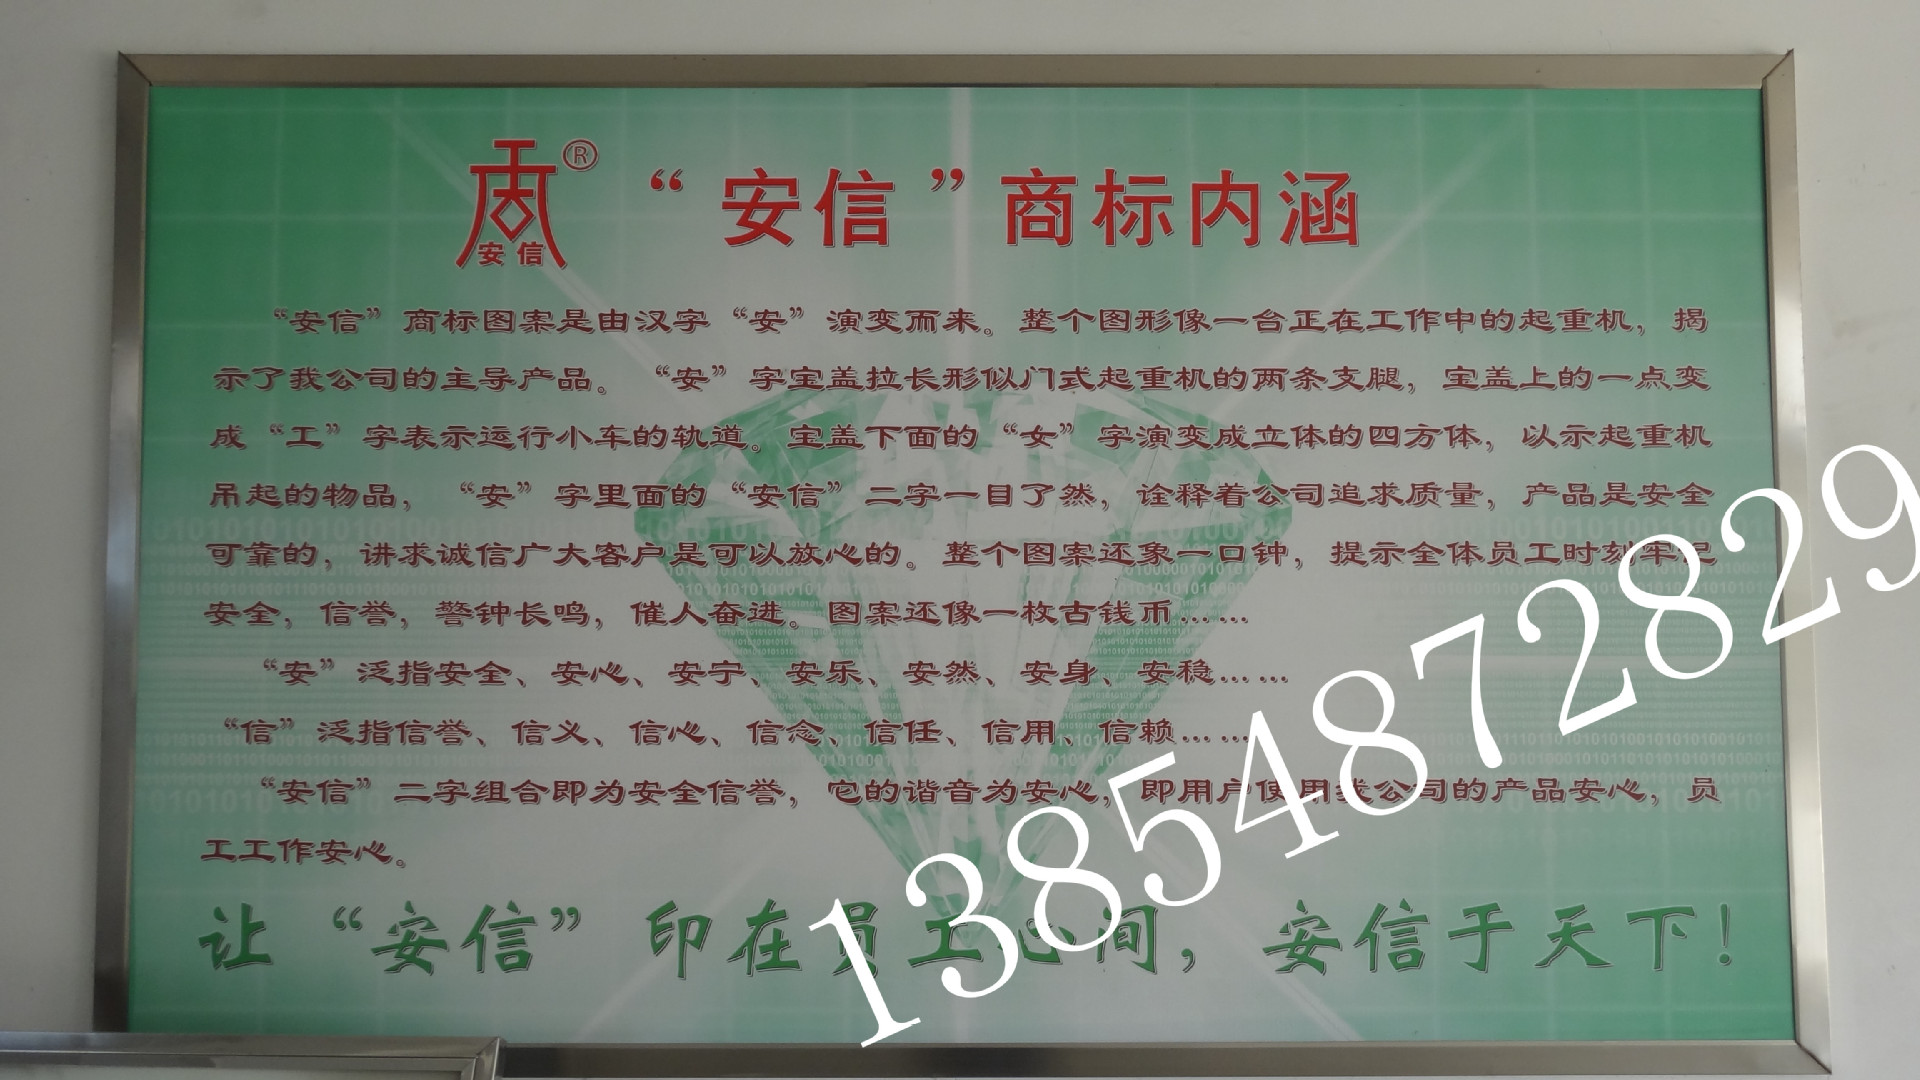 安信 ®
“安信”商标内涵
“安信”商标图案是由汉字“安”演变而来。整个图形像一台正在工作中的起重机，揭
示了我公司的主导产品。“安”字宝盖拉长形似门式起重机的两条支腿，宝盖上的一点变
成“工”字表示运行小车的轨道。宝盖下面的“女”字演变成立体的四方体，以示起重机
吊起的物品，“安”字里面的“安信”二字一目了然，诠释着公司追求质量，产品是安全
可靠的，讲求诚信广大客户是可以放心的。整个图案还象一口钟，提示全体员工时刻牢记
安全，信誉，警钟长鸣，催人奋进。图案还像一枚古钱币……
“安”泛指安全、安心、安宁、安乐、安然、安身、安稳……
“信”泛指信誉、信义、信心、信念、信任、信用、信赖……
“安信”二字组合即为安全信誉，它的谐音为安心，即用户使用我公司的产品安心，员
工工作安心。
让“安信”印在员工心间，安信于天下！
13854872829